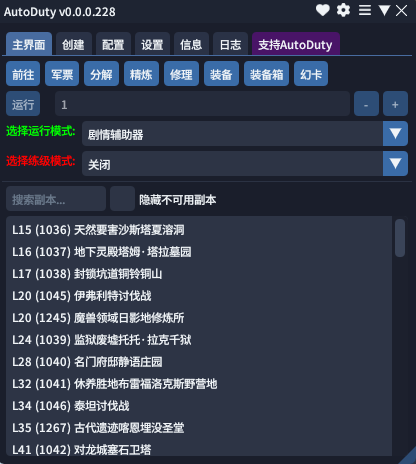 AutoDuty v0.0.0.228
主界面 创建 配置 设置 信息 日志 支持AutoDuty
前往 军票 分解 精炼 修理 装备 装备箱 幻卡
运行 1 - +
选择运行模式: 剧情辅助器
选择练级模式: 关闭
搜索副本... 隐藏不可用副本
L15 (1036) 天然要害沙斯塔夏溶洞
L16 (1037) 地下灵殿塔姆·塔拉墓园
L17 (1038) 封锁坑道铜铃铜山
L20 (1045) 伊弗利特讨伐战
L20 (1245) 魔兽领域日影地修炼所
L24 (1039) 监狱废墟托托·拉克千狱
L28 (1040) 名门府邸静语庄园
L32 (1041) 休养胜地布雷福洛克斯野营地
L34 (1046) 泰坦讨伐战
L35 (1267) 古代遗迹喀恩埋没圣堂
L41 (1042) 对龙城塞石卫塔